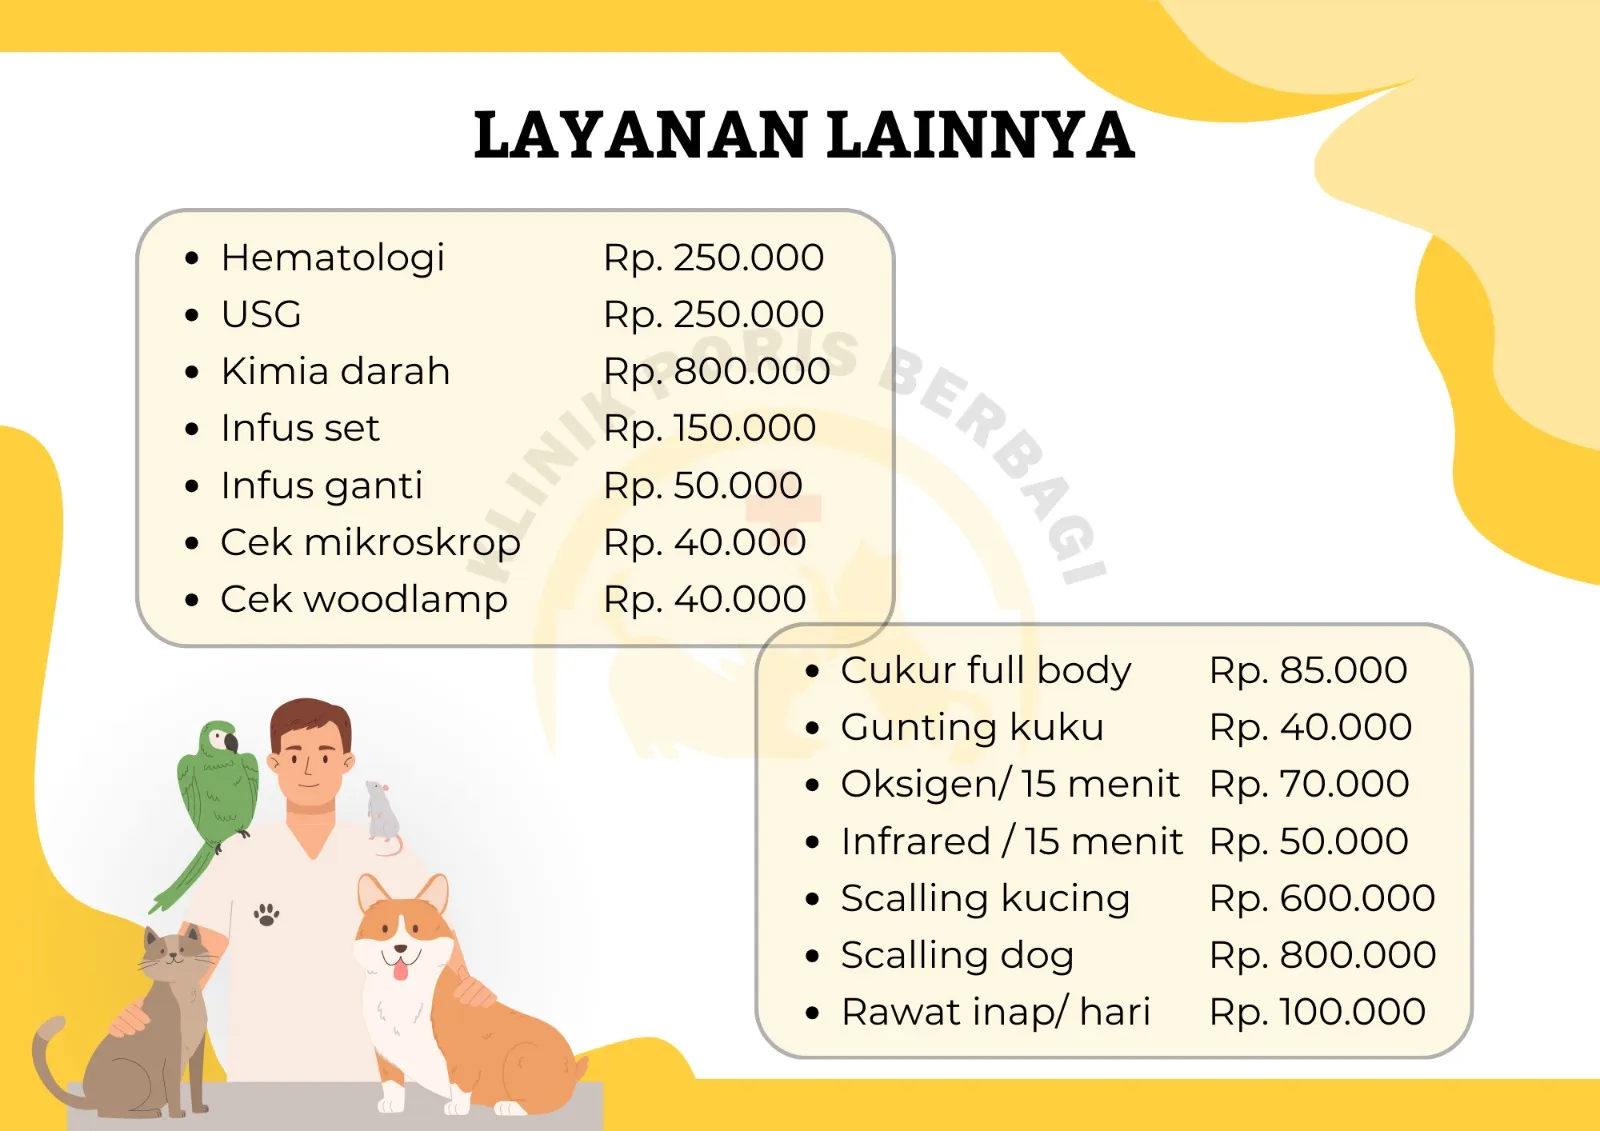 LAYANAN LAINNYA
• Hematologi Rp. 250.000
• USG Rp. 250.000
• Kimia darah Rp. 800.000
• Infus set Rp. 150.000
• Infus ganti Rp. 50.000
• Cek mikroskrop Rp. 40.000
• Cek woodlamp Rp. 40.000
KLINIK PORIS BERBAGI
• Cukur full body Rp. 85.000
• Gunting kuku Rp. 40.000
• Oksigen/ 15 menit Rp. 70.000
• Infrared / 15 menit Rp. 50.000
• Scalling kucing Rp. 600.000
• Scalling dog Rp. 800.000
• Rawat inap/ hari Rp. 100.000